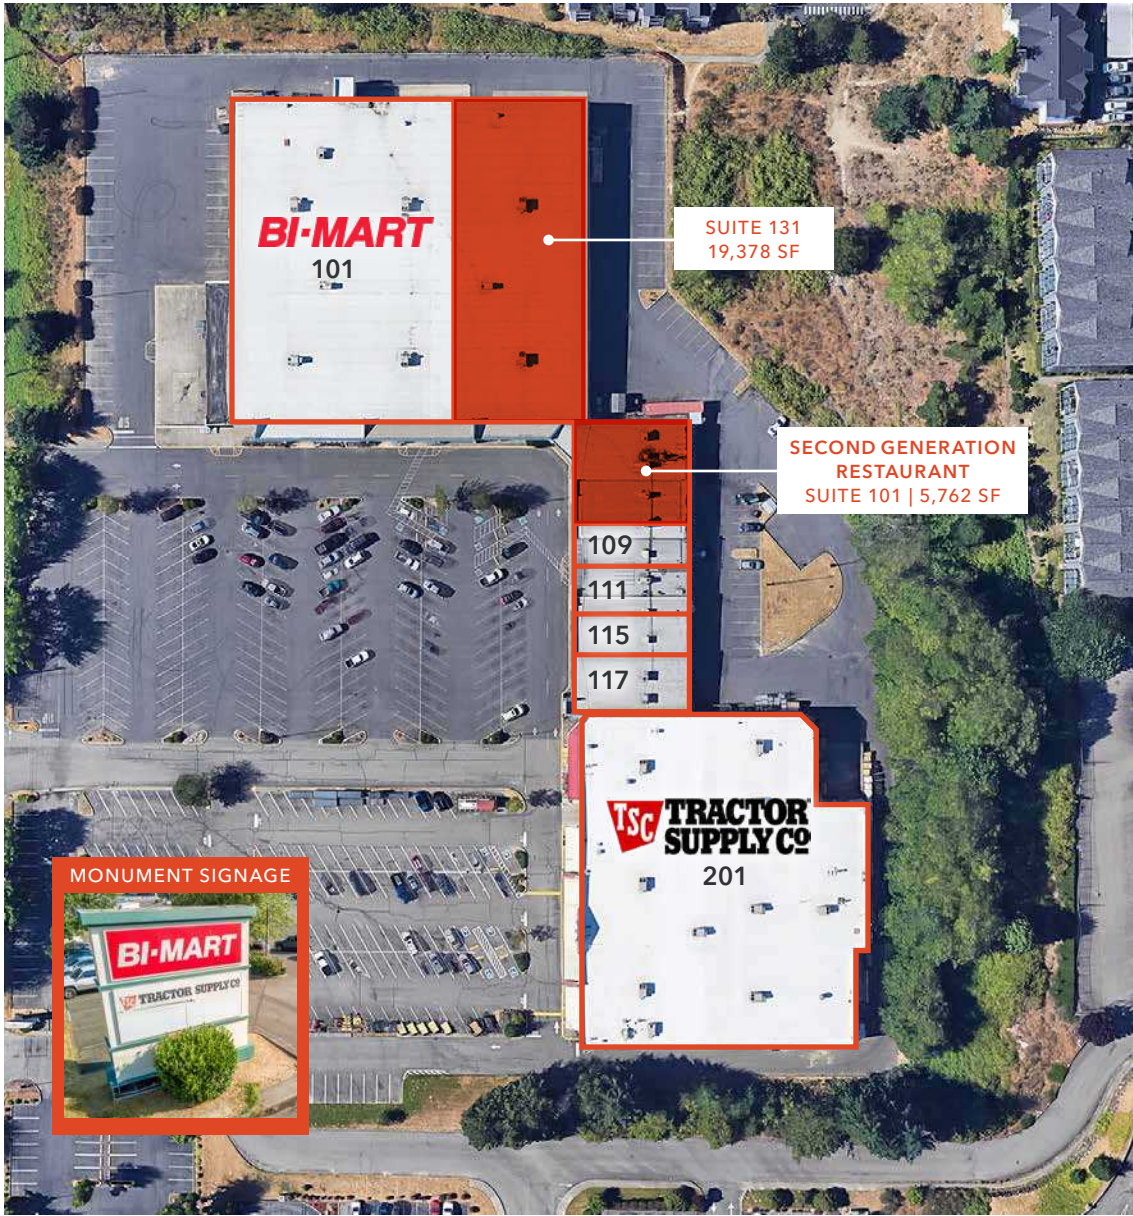 BI-MART
101
SUITE 131
19,378 SF
SECOND GENERATION
RESTAURANT
SUITE 101 | 5,762 SF
109
111
115
117
TSC TRACTOR
SUPPLY CO
201
MONUMENT SIGNAGE
BI-MART
TSC TRACTOR SUPPLY CO